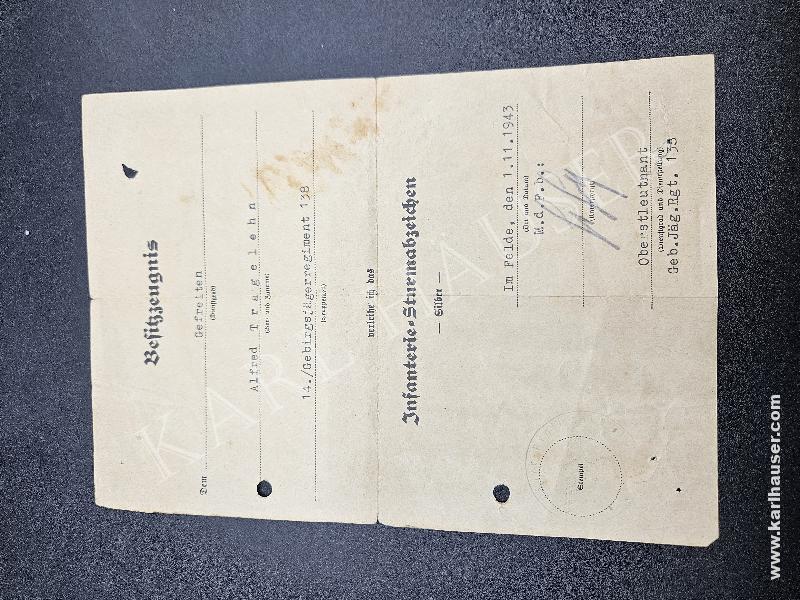 Besitzzeugnis
Dem Gefreiten
(Dienstgrad)
Alfred Tragelehn
(Vor- und Zuname)
14./Gebirgsjägerregiment 138
(Truppenteil)
verleihe ich das
Infanterie-Sturmabzeichen
— Silber —
Im Felde, den 1.11.1943
(Ort und Datum)
M.d.F.b.:
(Unterschrift)
Oberstleutnant
(Dienstgrad und Dienststellung)
Geb.Jäg.Rgt. 138
Stempel
KARL HAUSER
www.karlhauser.com